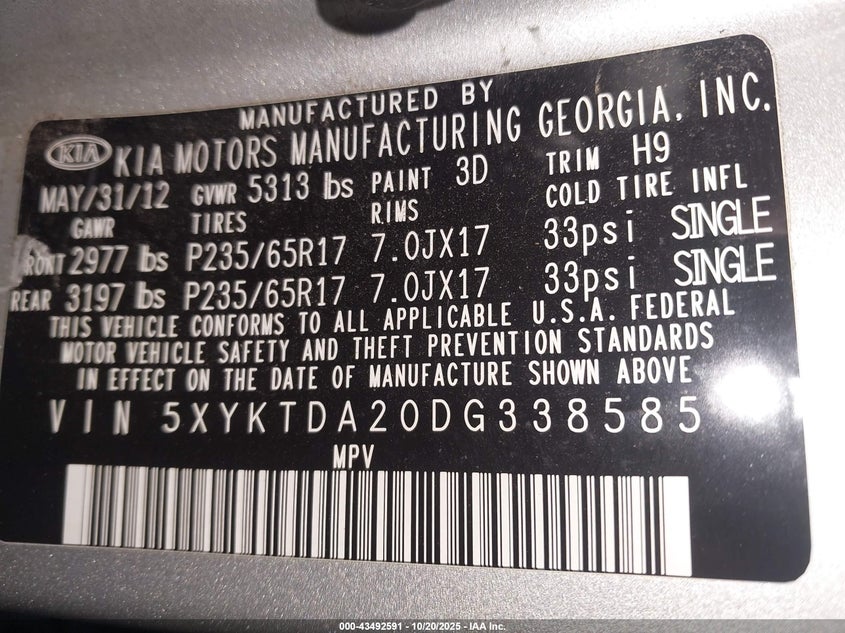 MANUFACTURED BY
KIA KIA MOTORS MANUFACTURING GEORGIA, INC.
MAY/31/12 GVWR 5313 lbs PAINT 3D TRIM H9
GAWR TIRES RIMS COLD TIRE INFL
FRONT 2977 lbs P235/65R17 7.0JX17 33psi SINGLE
REAR 3197 lbs P235/65R17 7.0JX17 33psi SINGLE
THIS VEHICLE CONFORMS TO ALL APPLICABLE U.S.A. FEDERAL
MOTOR VEHICLE SAFETY AND THEFT PREVENTION STANDARDS
IN EFFECT ON THE DATE OF MANUFACTURE SHOWN ABOVE
VIN 5XYKTDA20DG338585
MPV
000-43492591 - 10/20/2025 - IAA Inc.